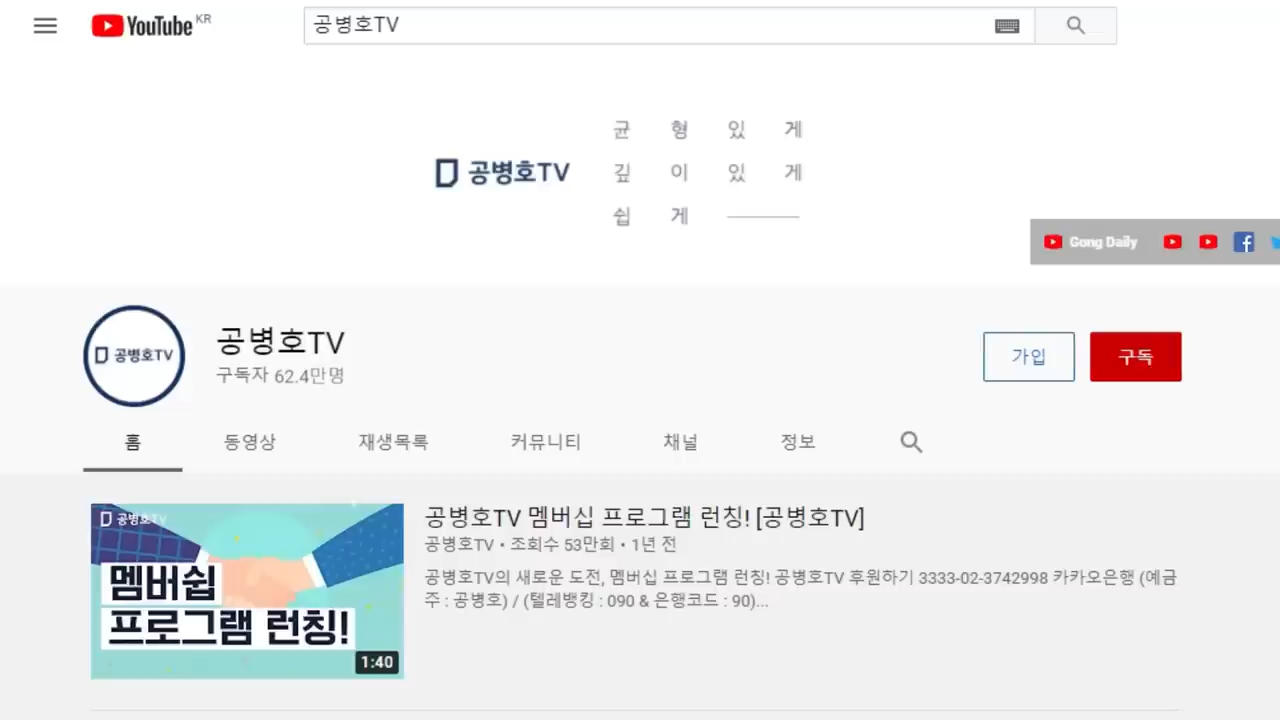 YouTube KR
공병호TV
공병호TV
균 형 있 게
깊 이 있 게
쉽 게
Gong Daily
공병호TV
공병호TV
구독자 62.4만명
가입
구독
홈
동영상
재생목록
커뮤니티
채널
정보
공병호TV
멤버쉽
프로그램 런칭!
1:40
공병호TV 멤버십 프로그램 런칭! [공병호TV]
공병호TV • 조회수 53만회 • 1년 전
공병호TV의 새로운 도전, 멤버십 프로그램 런칭! 공병호TV 후원하기 3333-02-3742998 카카오은행 (예금
주 : 공병호) / (텔레뱅킹 : 090 & 은행코드 : 90)...